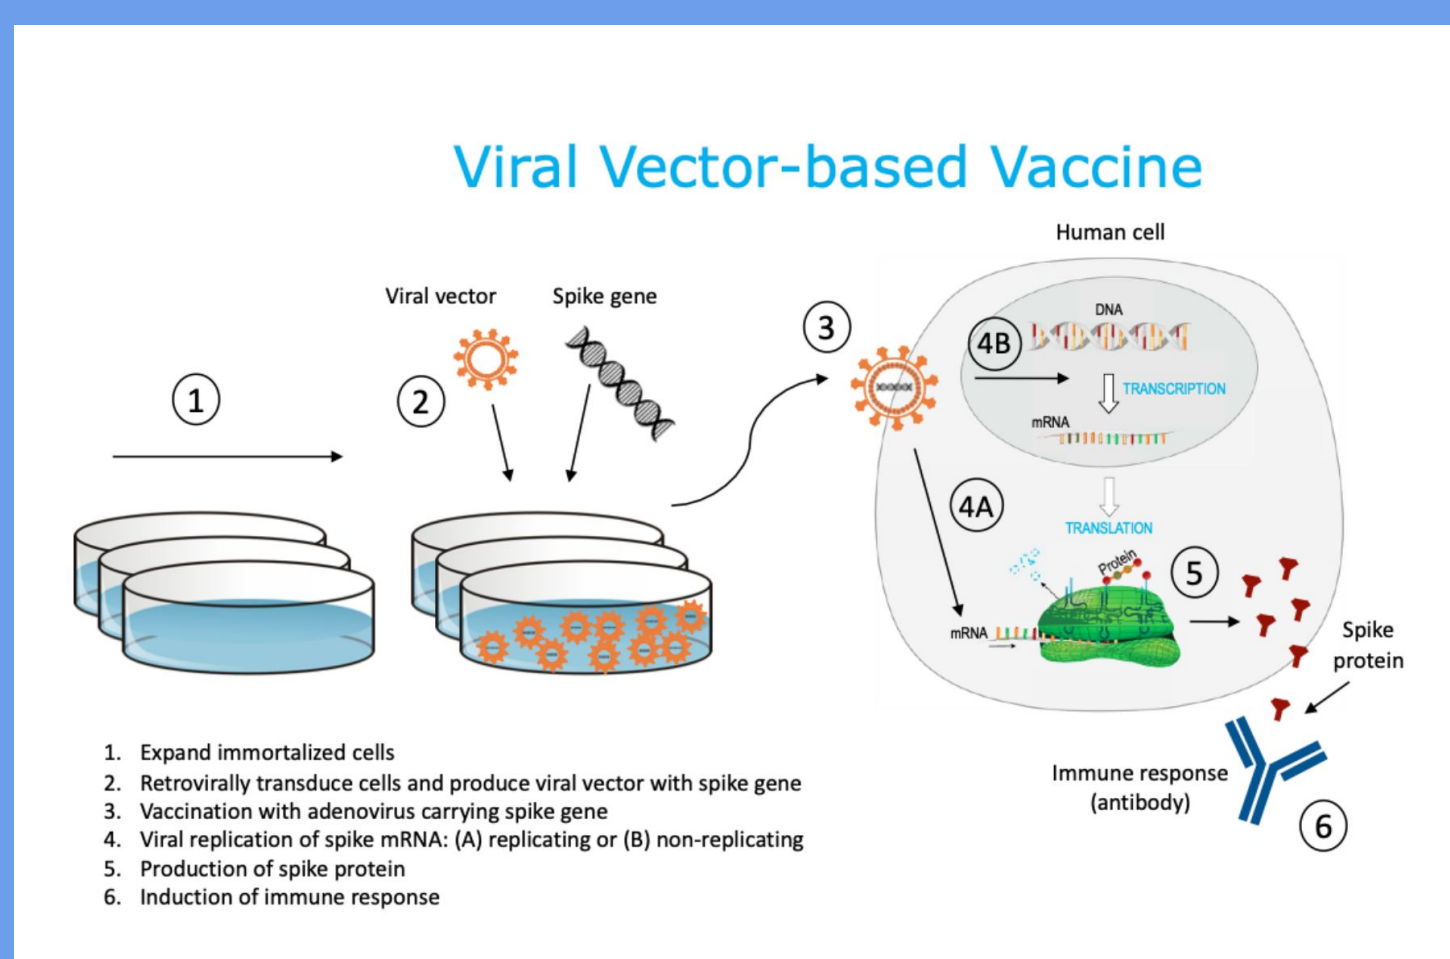 Viral Vector-based Vaccine
Human cell
Viral vector
Spike gene
1
2
3
4B
DNA
TRANSCRIPTION
mRNA
4A
TRANSLATION
Protein
5
mRNA
Spike
protein
Immune response
(antibody)
6
1. Expand immortalized cells
2. Retrovirally transduce cells and produce viral vector with spike gene
3. Vaccination with adenovirus carrying spike gene
4. Viral replication of spike mRNA: (A) replicating or (B) non-replicating
5. Production of spike protein
6. Induction of immune response